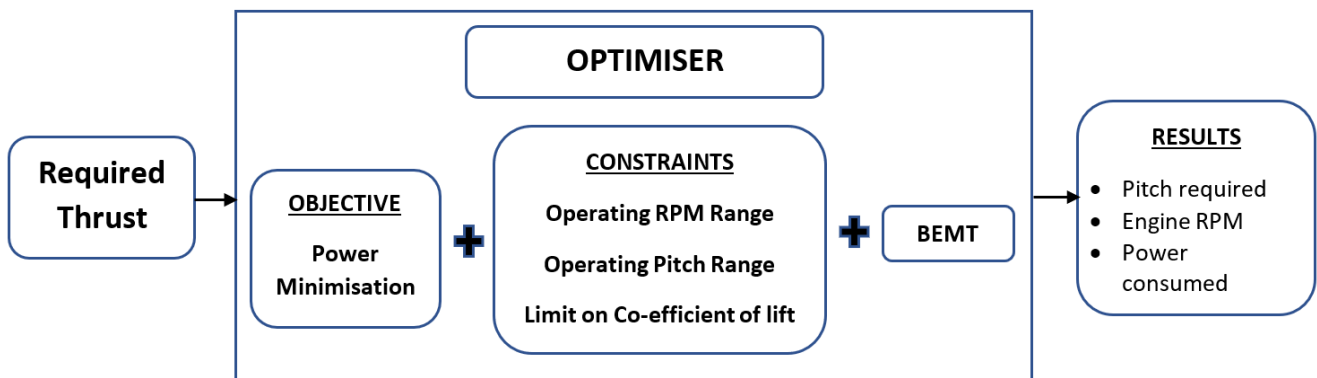 OPTIMISER
Required
Thrust
OBJECTIVE
Power
Minimisation
CONSTRAINTS
Operating RPM Range
Operating Pitch Range
Limit on Co-efficient of lift
BEMT
RESULTS
• Pitch required
• Engine RPM
• Power
consumed